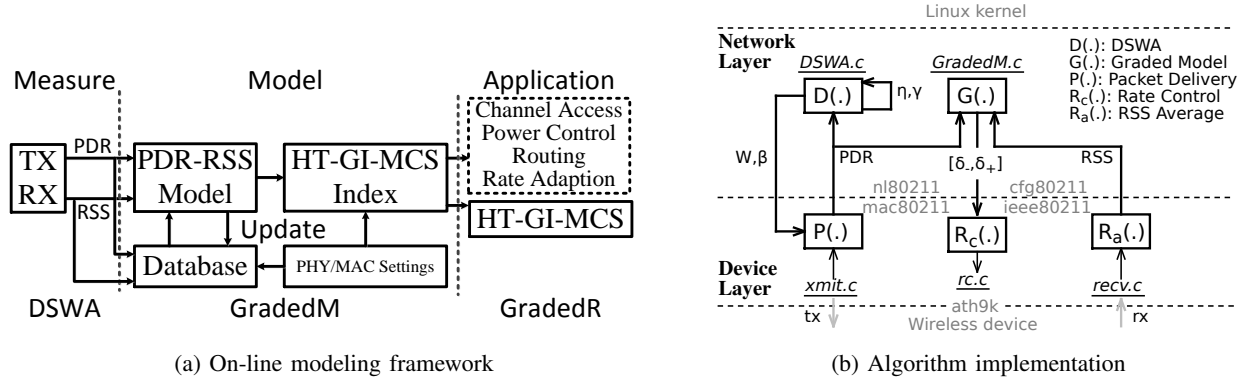 Measure
Model
Application
TX
RX
PDR
RSS
PDR-RSS
Model
HT-GI-MCS
Index
Channel Access
Power Control
Routing
Rate Adaption
HT-GI-MCS
Update
Database
PHY/MAC Settings
DSWA
GradedM
GradedR
(a) On-line modeling framework
Linux kernel
Network
Layer
DSWA.c
GradedM.c
D(.): DSWA
G(.): Graded Model
P(.): Packet Delivery
Rc(.): Rate Control
Ra(.): RSS Average
D(.)
η,γ
G(.)
W,β
PDR
[δ-,δ+]
RSS
nl80211
cfg80211
mac80211
ieee80211
P(.)
Rc(.)
Ra(.)
Device
Layer
xmit.c
rc.c
recv.c
ath9k
tx
Wireless device
rx
(b) Algorithm implementation